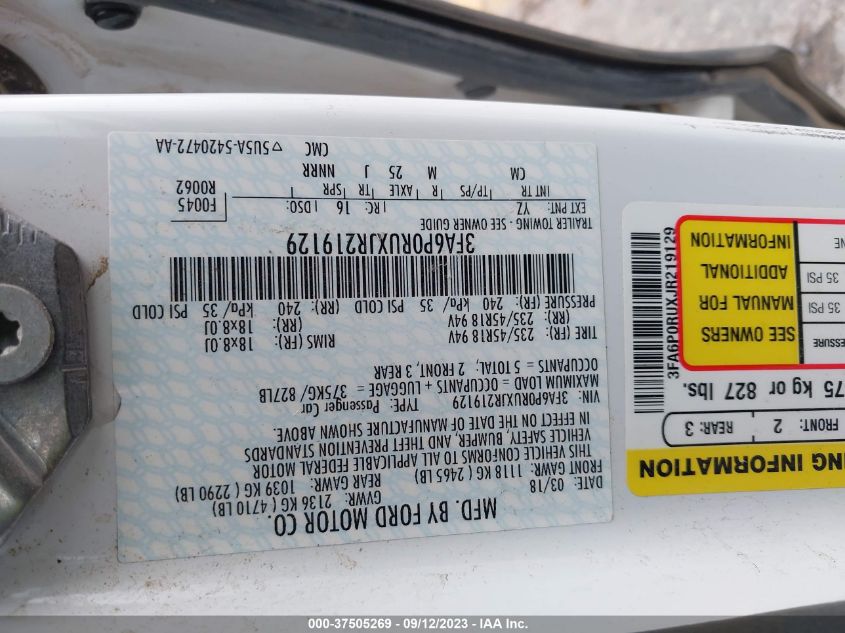 MFD. BY FORD MOTOR CO.
DATE: 03/18 GVWR: 2136 KG ( 4710 LB)
FRONT GAWR: 1118 KG ( 2465 LB) REAR GAWR: 1039 KG ( 2290 LB)
THIS VEHICLE CONFORMS TO ALL APPLICABLE FEDERAL MOTOR
VEHICLE SAFETY, BUMPER, AND THEFT PREVENTION STANDARDS
IN EFFECT ON THE DATE OF MANUFACTURE SHOWN ABOVE.
VIN: 3FA6P0RUXJR219129 TYPE: Passenger Car
MAXIMUM LOAD = OCCUPANTS + LUGGAGE = 375KG/ 827LB
OCCUPANTS = 5 TOTAL, 2 FRONT, 3 REAR
TIRE (FR): 235/45R18 94V RIMS (FR): 18x8.0J
(RR): 235/45R18 94V (RR): 18x8.0J
PRESSURE (FR): 240 kPa/ 35 PSI COLD (RR): 240 kPa/ 35 PSI COLD
3FA6P0RUXJR219129
TRAILER TOWING - SEE OWNER GUIDE
EXT PNT: YZ RC: 16 DSO: F0045
INT TR TP/PS R AXLE TR SPR R0062
CM M 25 J NNRR
CMC
5U5A-5420472-AA
ING INFORMATION
FRONT: 2 REAR: 3
75 kg or 827 lbs.
3FA6P0RUXJR219129
ESSURE
35 PSI
35 PSI
NE
SEE OWNERS
MANUAL FOR
ADDITIONAL
INFORMATION
000-37505269 - 09/12/2023 - IAA Inc.